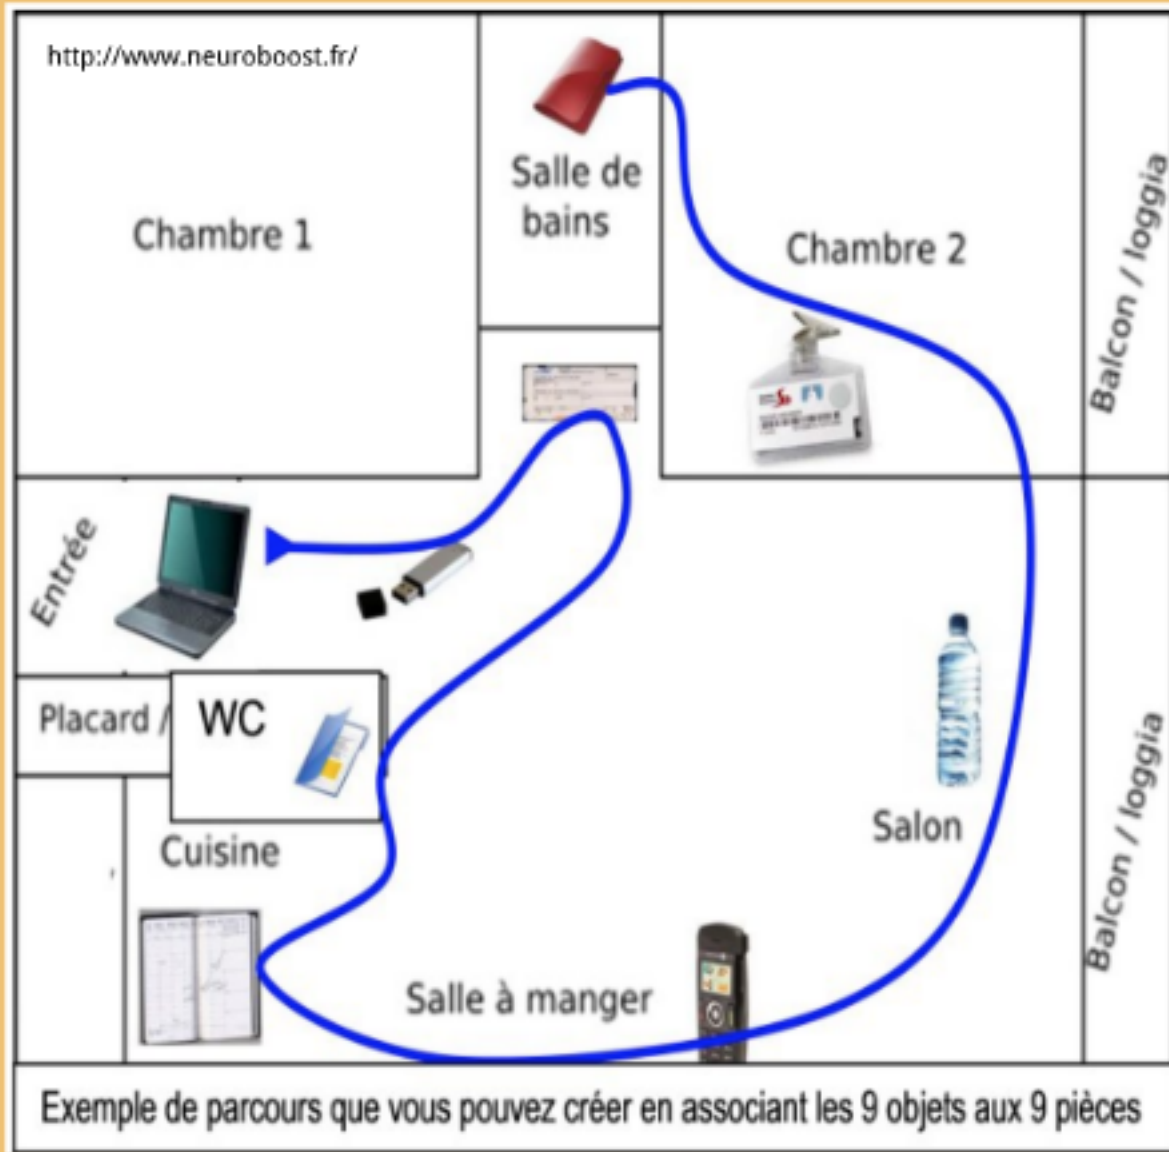 http://www.neuroboost.fr/
Salle de
bains
Chambre 1
Chambre 2
Balcon / loggia
Entrée
Placard /
WC
Salon
Cuisine
Balcon / loggia
Salle à manger
Exemple de parcours que vous pouvez créer en associant les 9 objets aux 9 pièces